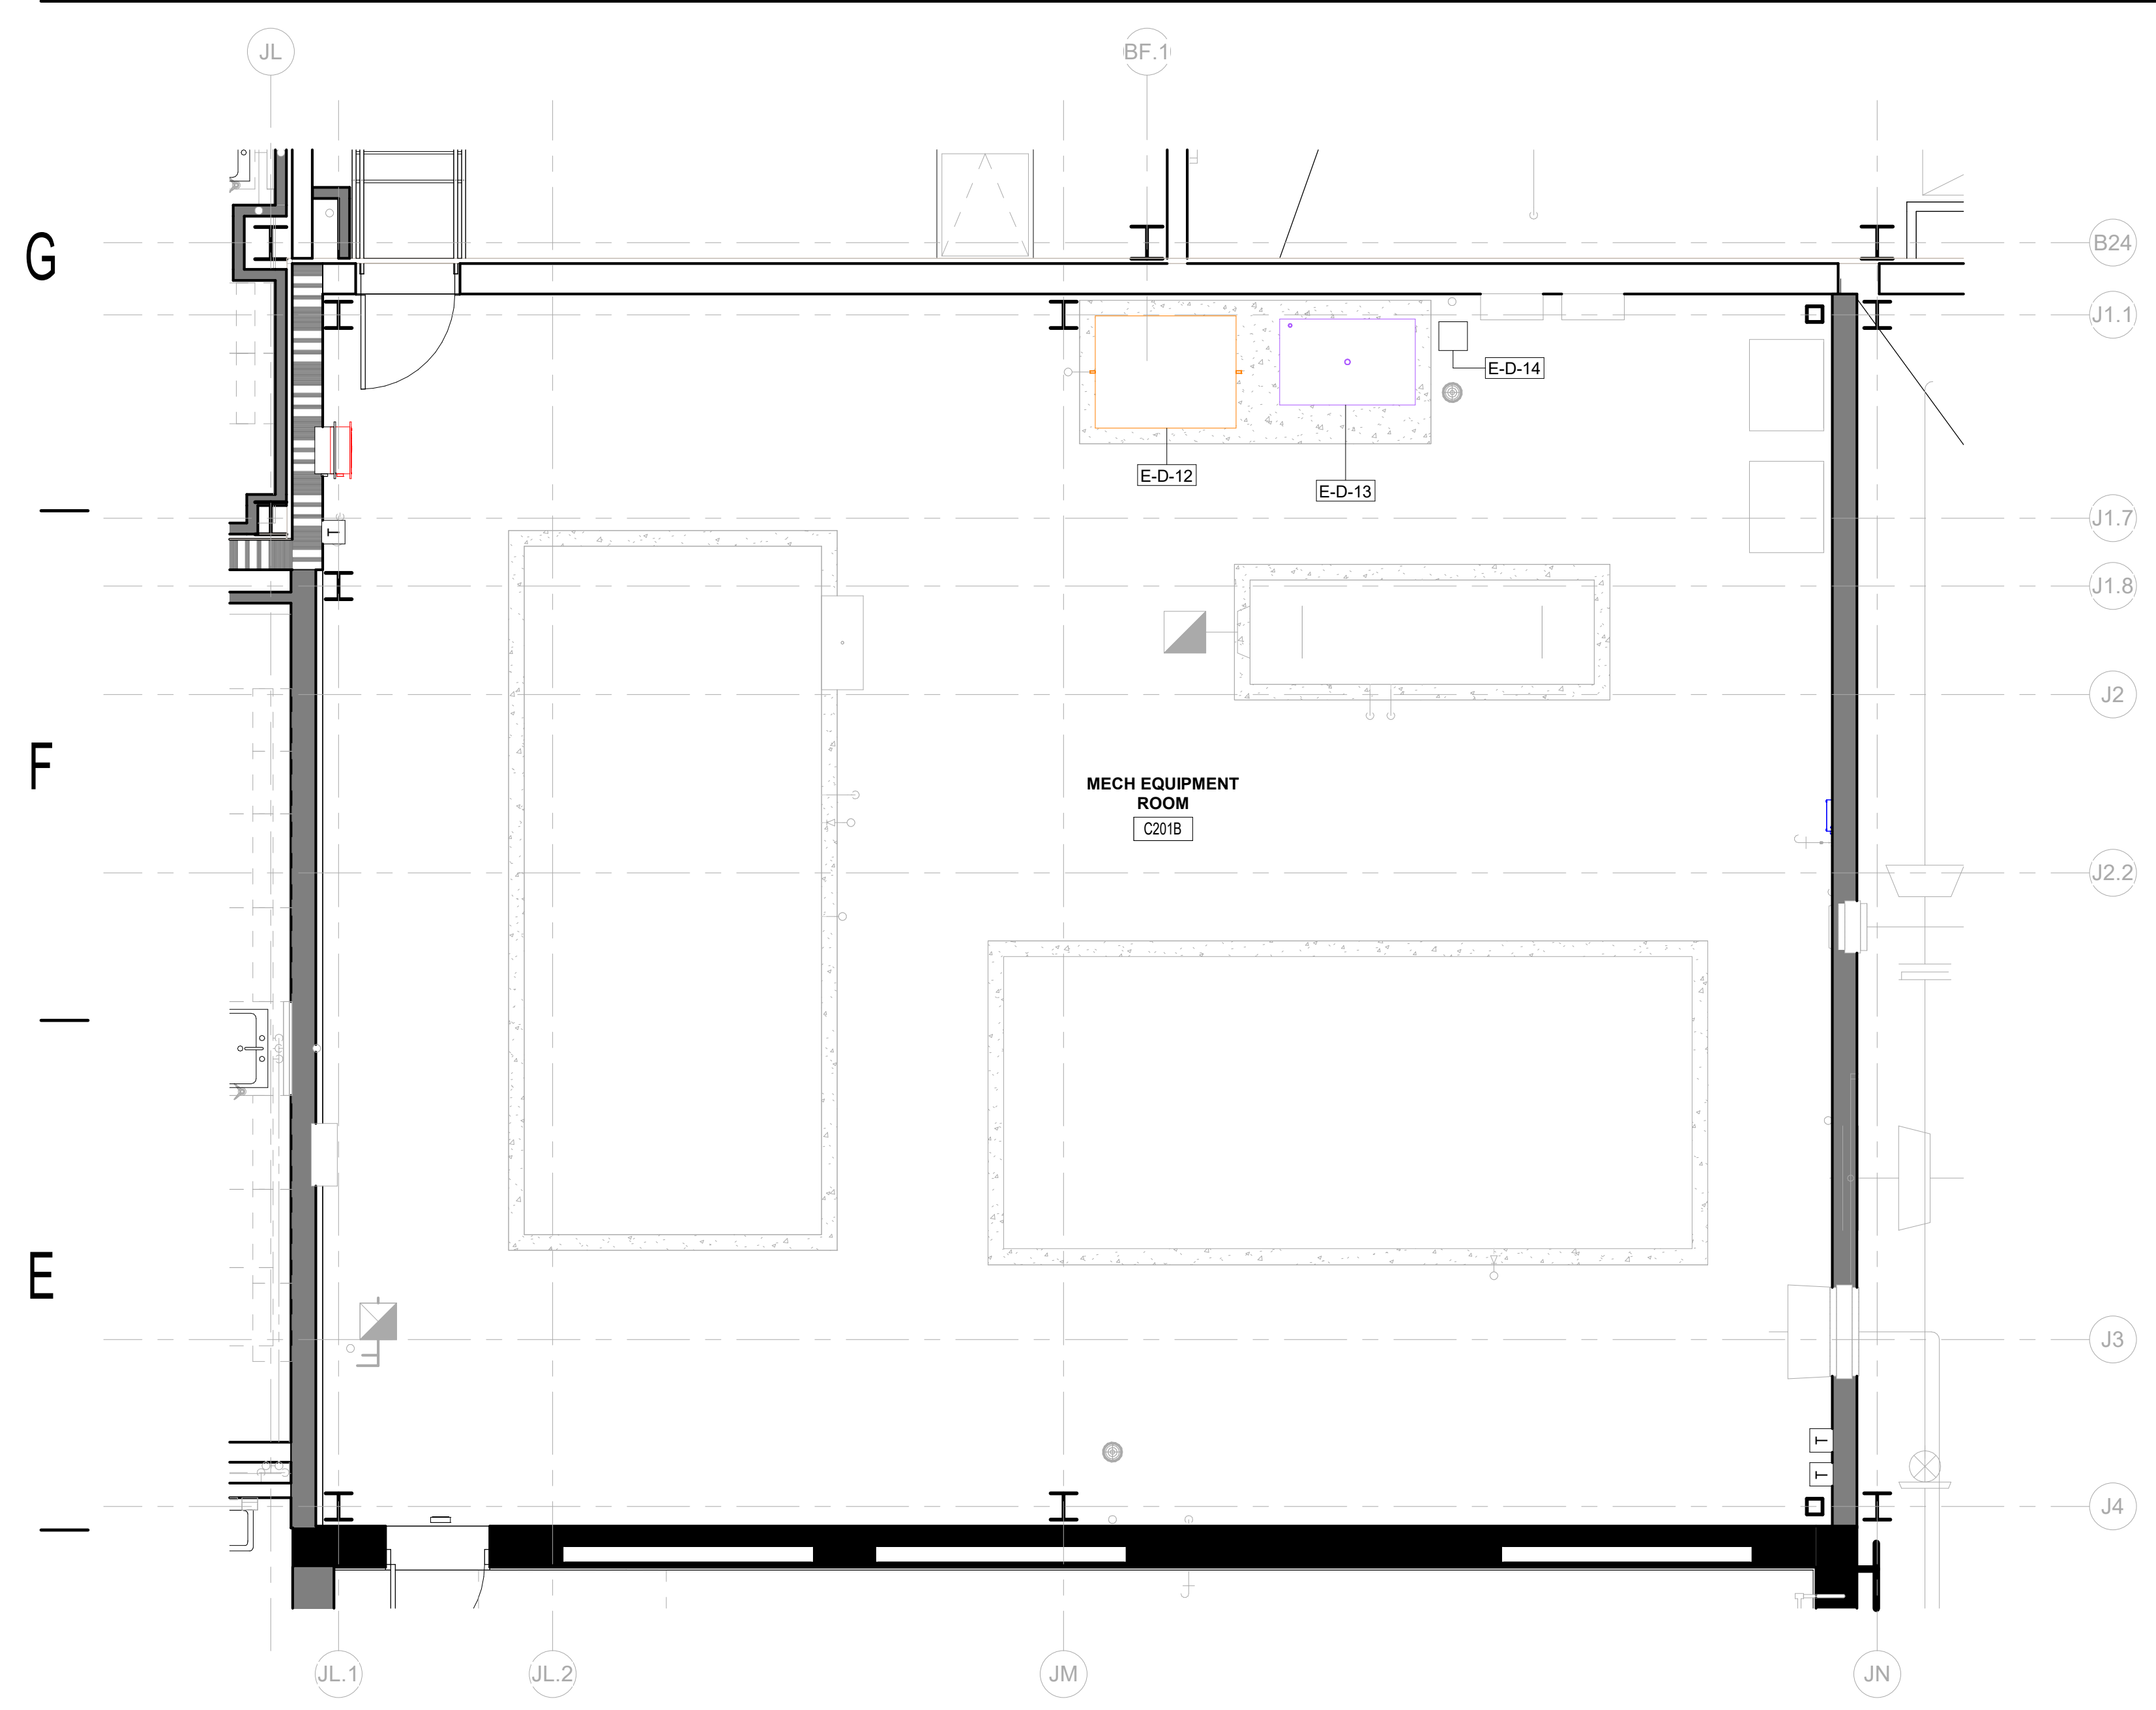 JL
BF.1
G
B24
J1.1
E-D-14
E-D-12
E-D-13
J1.7
T
J1.8
J2
F
MECH EQUIPMENT
ROOM
C201B
J2.2
E
J3
T
T
J4
JL.1
JL.2
JM
JN